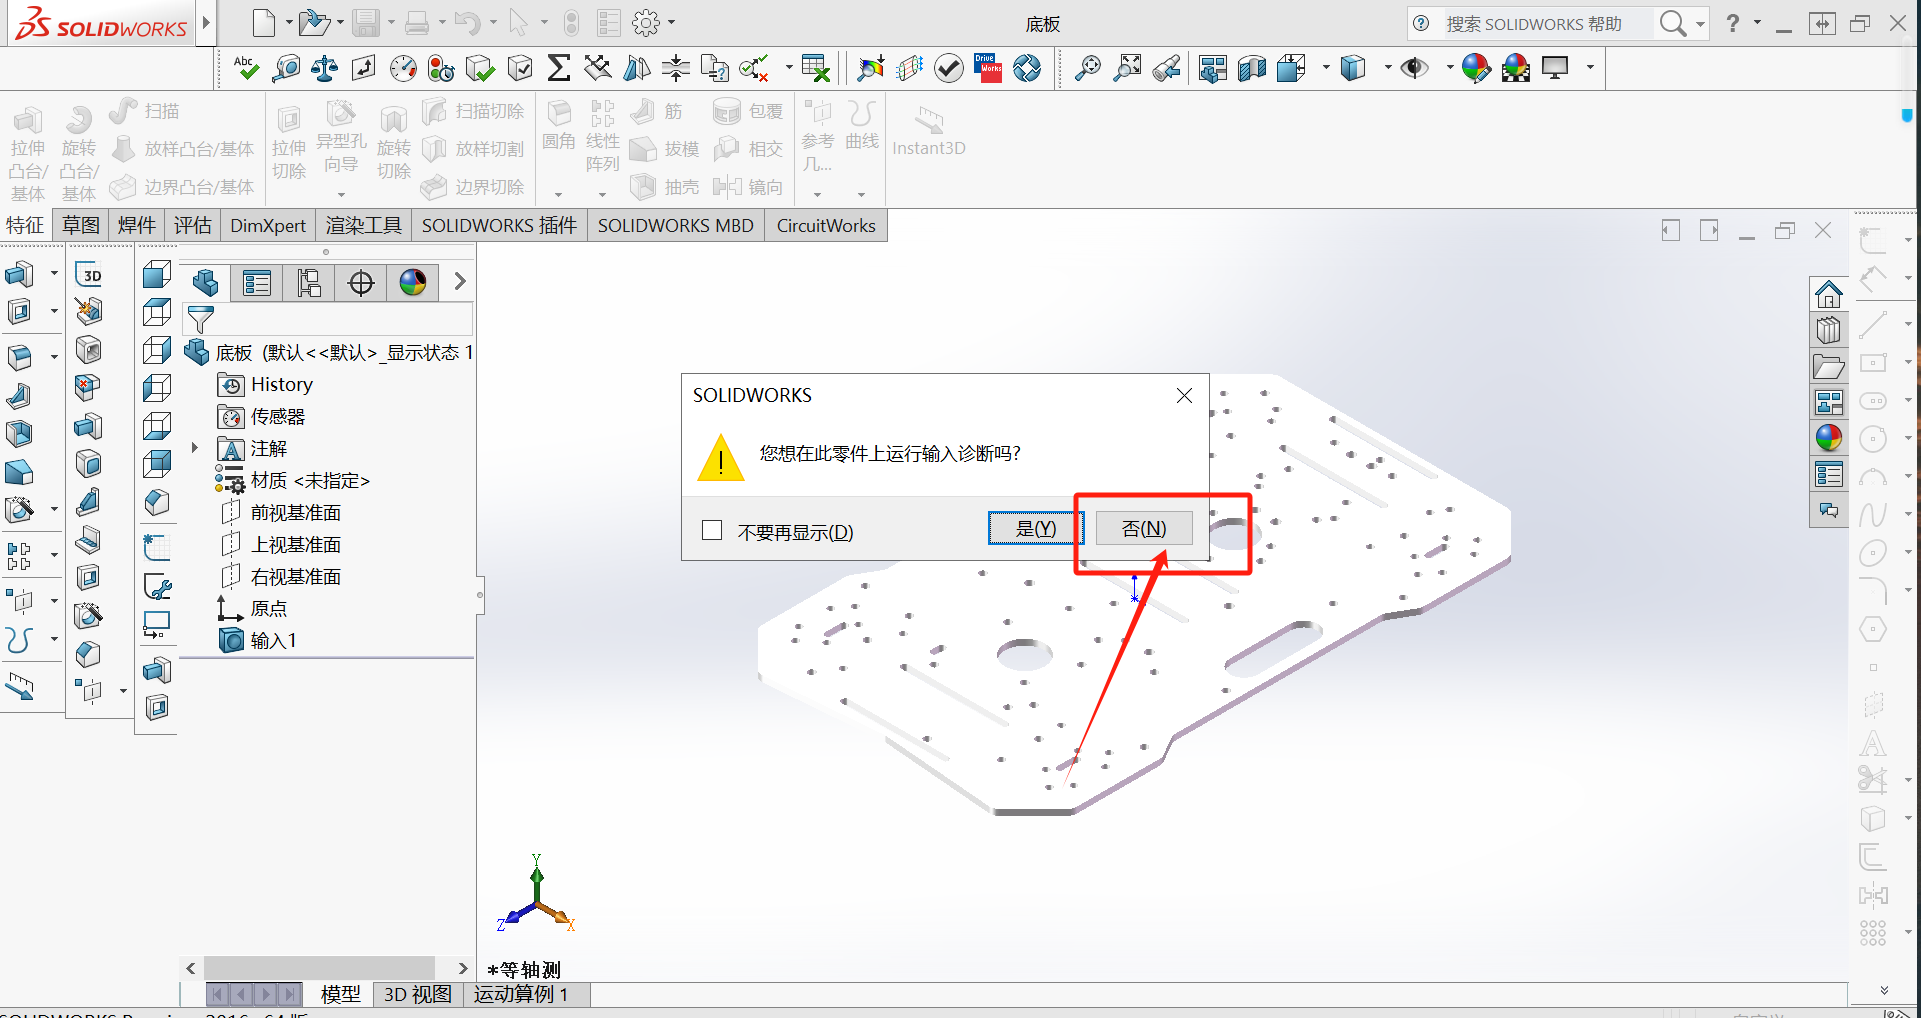 SOLIDWORKS
底板
搜索 SOLIDWORKS 帮助
?
Abc
Drive
Works
拉伸
凸台/
基体
旋转
凸台/
基体
扫描
放样凸台/基体
边界凸台/基体
拉伸
切除
异型孔
向导
旋转
切除
扫描切除
放样切割
边界切除
圆角
线性
阵列
筋
拔模
抽壳
包覆
相交
镜向
参考
几...
曲线
Instant3D
特征
草图
焊件
评估
DimXpert
渲染工具
SOLIDWORKS 插件
SOLIDWORKS MBD
CircuitWorks
3D
底板 (默认<<默认>_显示状态 1
History
传感器
注解
材质 <未指定>
前视基准面
上视基准面
右视基准面
原点
输入1
SOLIDWORKS
您想在此零件上运行输入诊断吗?
不要再显示(D)
是(Y)
否(N)
Y
Z
X
*等轴测
模型
3D 视图
运动算例 1